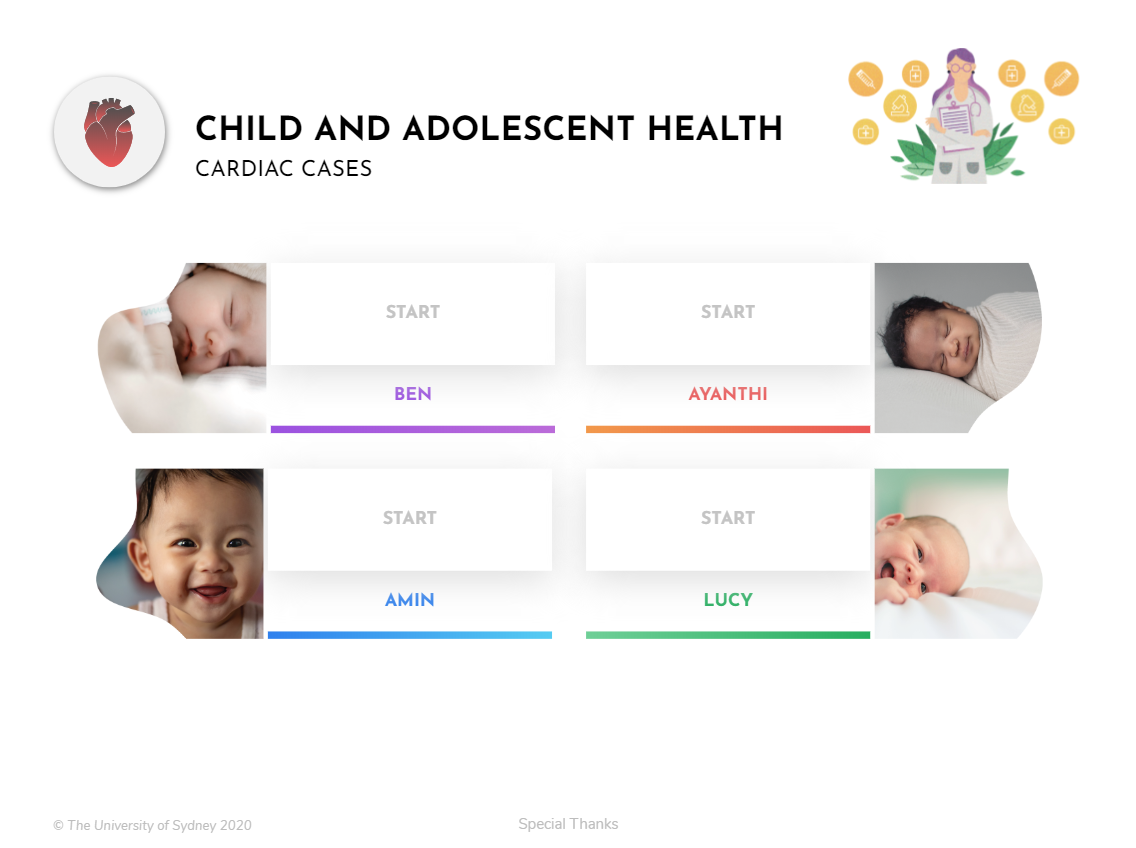 CHILD AND ADOLESCENT HEALTH
CARDIAC CASES
START
START
BEN
AYANTHI
START
START
AMIN
LUCY
© The University of Sydney 2020
Special Thanks